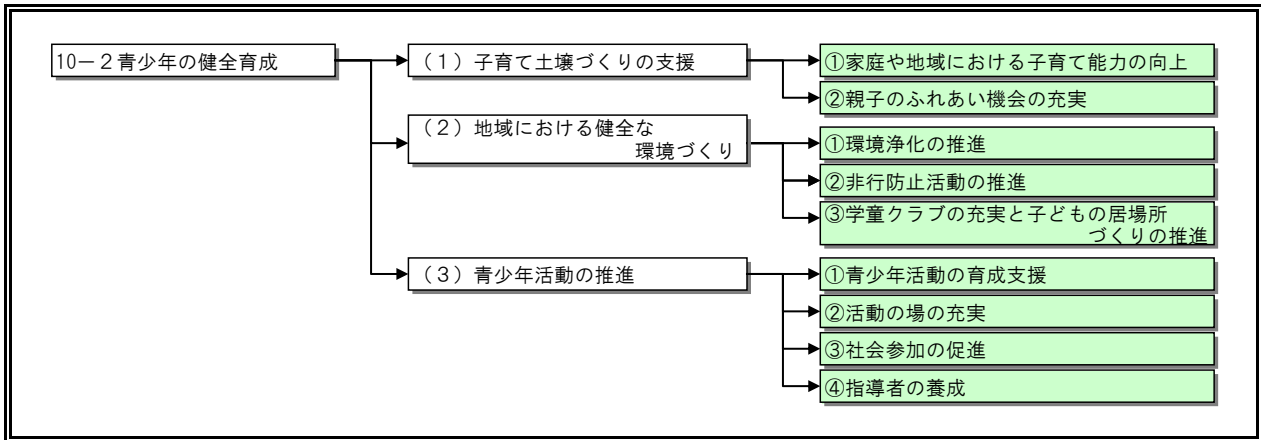 10－2青少年の健全育成
（1）子育て土壌づくりの支援
①家庭や地域における子育て能力の向上
②親子のふれあい機会の充実
（2）地域における健全な
環境づくり
①環境浄化の推進
②非行防止活動の推進
③学童クラブの充実と子どもの居場所
づくりの推進
（3）青少年活動の推進
①青少年活動の育成支援
②活動の場の充実
③社会参加の促進
④指導者の養成